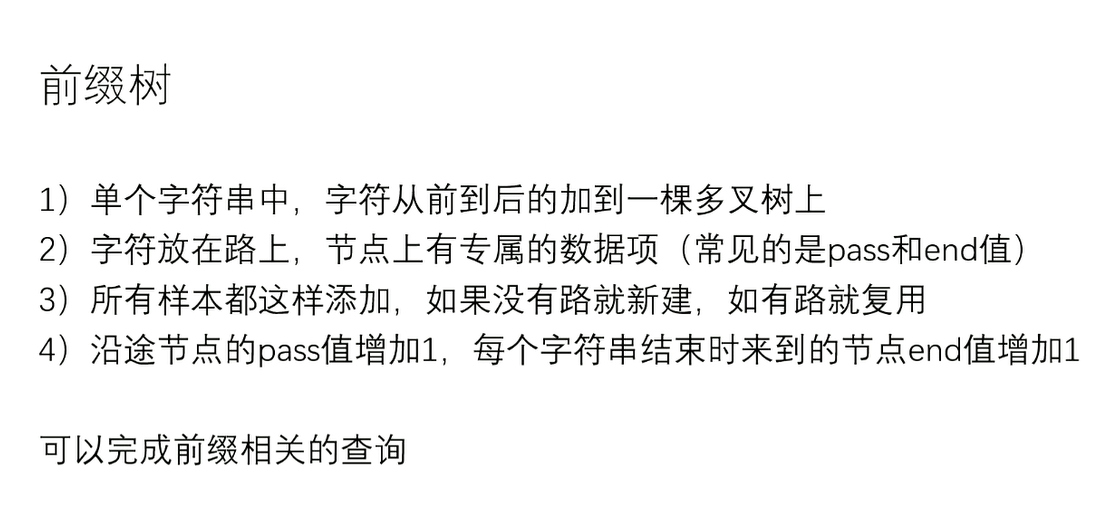 前缀树
1）单个字符串中，字符从前到后的加到一棵多叉树上
2）字符放在路上，节点上有专属的数据项（常见的是pass和end值）
3）所有样本都这样添加，如果没有路就新建，如有路就复用
4）沿途节点的pass值增加1，每个字符串结束时来到的节点end值增加1
可以完成前缀相关的查询